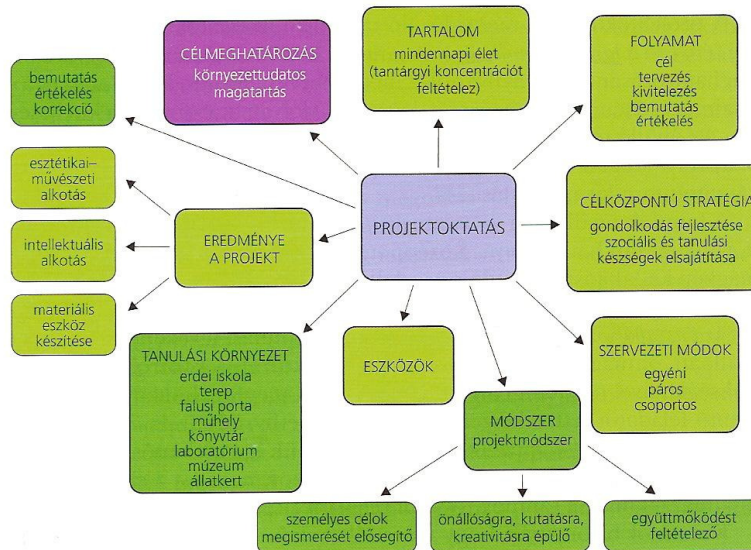 CÉLMEGHATÁROZÁS
környezettudatos
magatartás
TARTALOM
mindennapi élet
(tantárgyi koncentrációt
feltételez)
FOLYAMAT
cél
tervezés
kivitelezés
bemutatás
értékelés
bemutatás
értékelés
korrekció
esztétikai–
művészeti
alkotás
intellektuális
alkotás
materiális
eszköz
készítése
EREDMÉNYE
A PROJEKT
PROJEKTOKTATÁS
CÉLKÖZPONTÚ STRATÉGIA
gondolkodás fejlesztése
szociális és tanulási
készségek elsajátítása
TANULÁSI KÖRNYEZET
erdei iskola
terep
falusi porta
műhely
könyvtár
laboratórium
múzeum
állatkert
ESZKÖZÖK
SZERVEZETI MÓDOK
egyéni
páros
csoportos
MÓDSZER
projektmódszer
személyes célok
megismerését elősegítő
önállóságra, kutatásra,
kreativitásra épülő
együttmőködést
feltételező